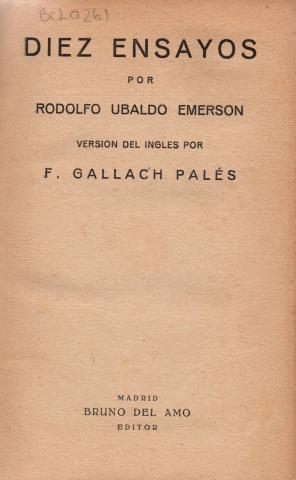 BCL0261
DIEZ ENSAYOS
POR
RODOLFO UBALDO EMERSON
VERSION DEL INGLES POR
F. GALLACH PALÉS
MADRID
BRUNO DEL AMO
EDITOR